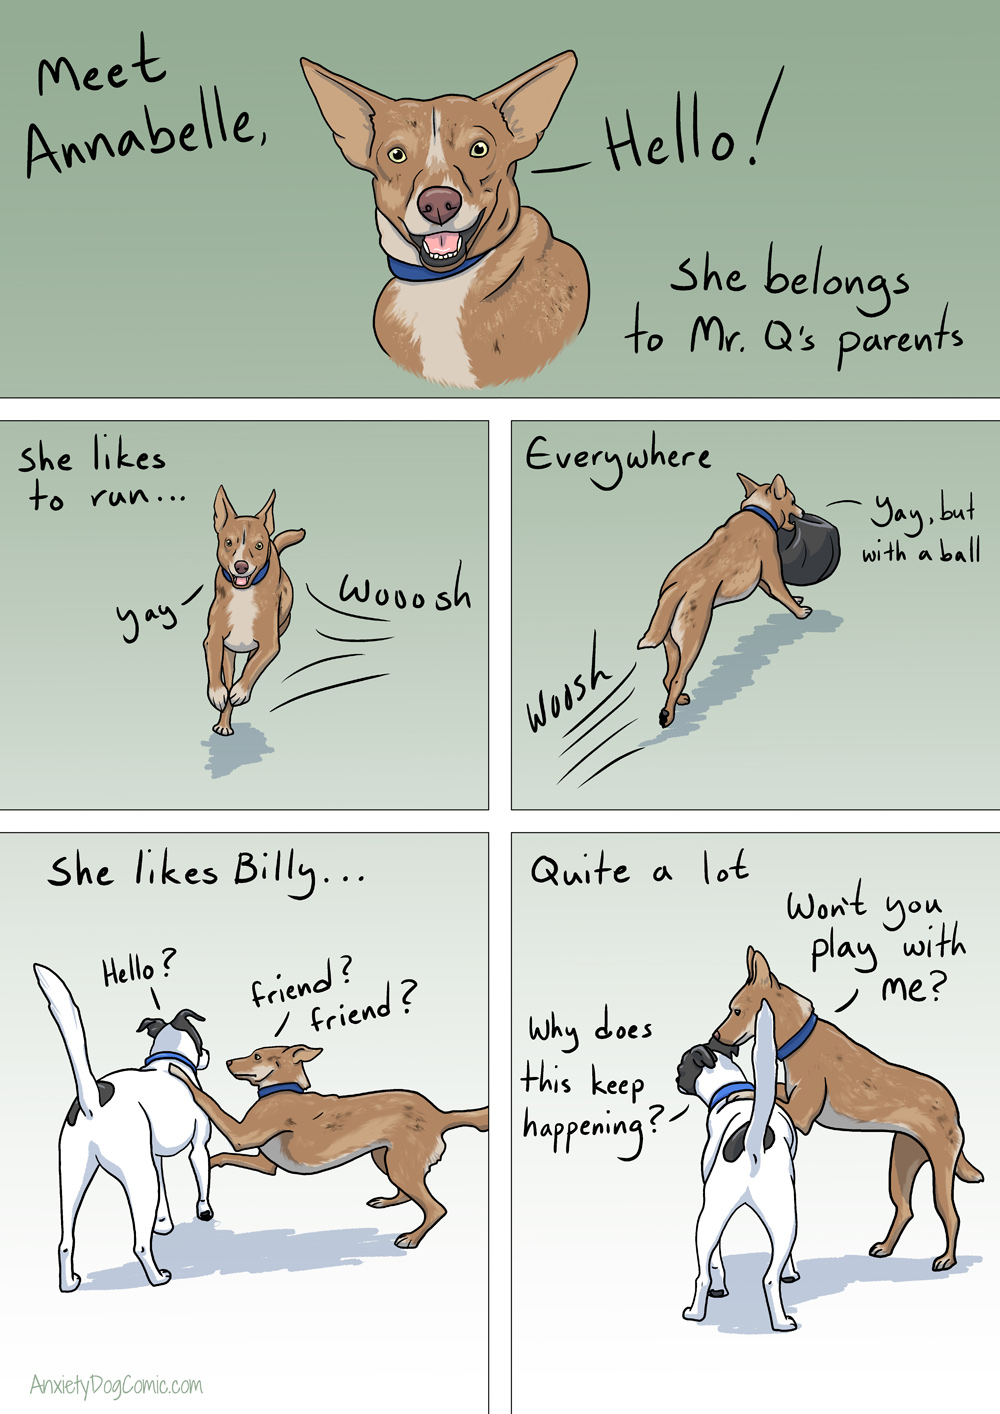 Meet
Annabelle,
Hello!
She belongs
to Mr. Q's parents
She likes
to run...
yay
Wooosh
Everywhere
Yay, but
with a ball
Woosh
She likes Billy...
Hello?
friend?
friend?
Quite a lot
Won't you
play with
me?
Why does
this keep
happening?
AnxietyDogComic.com